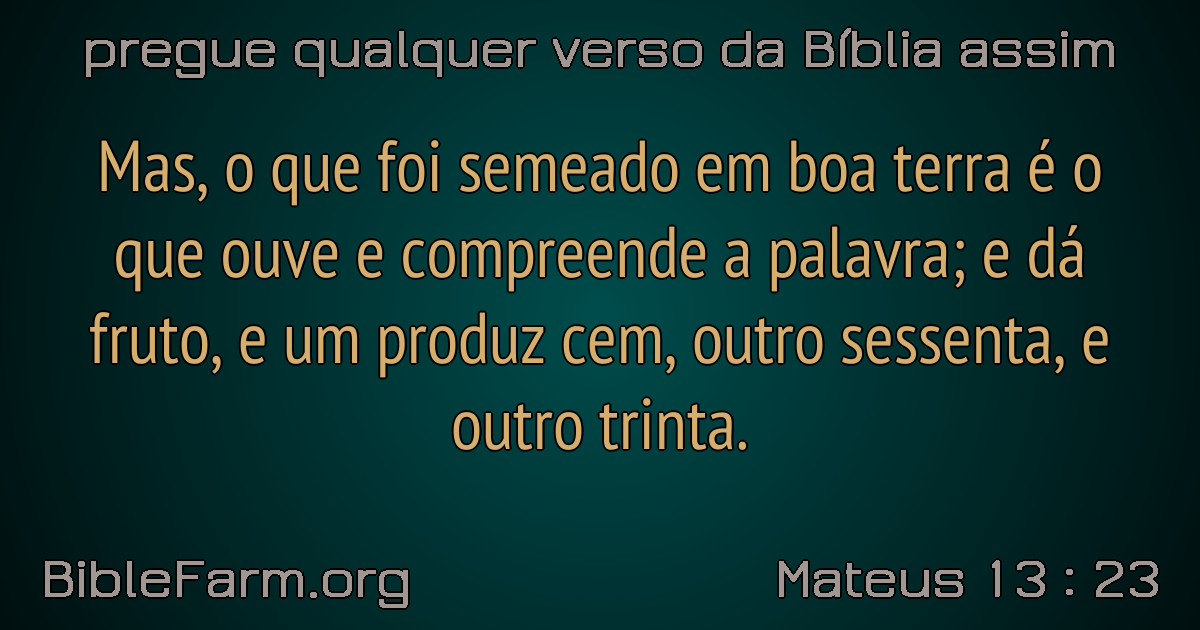 pregue qualquer verso da Bíblia assim
Mas, o que foi semeado em boa terra é o
que ouve e compreende a palavra; e dá
fruto, e um produz cem, outro sessenta, e
outro trinta.
BibleFarm.org
Mateus 13 : 23